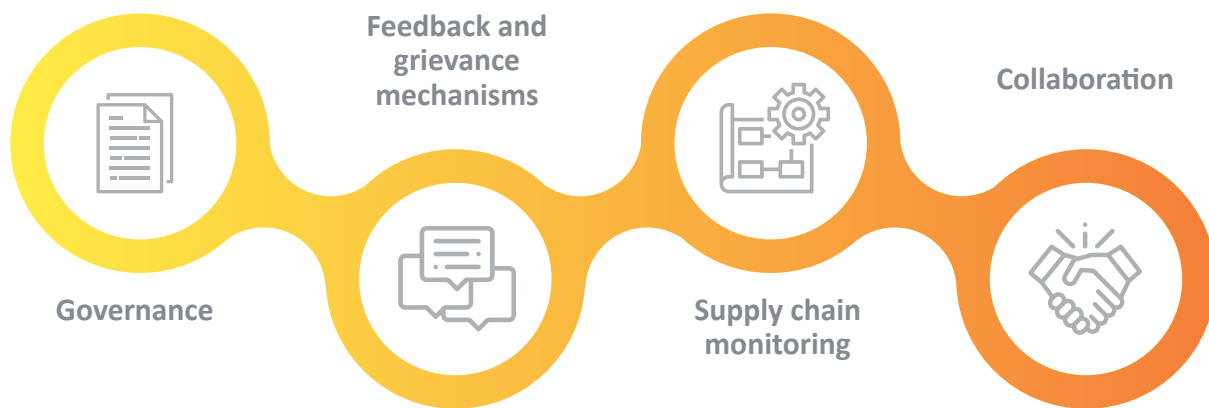 Governance
Feedback and
grievance
mechanisms
Supply chain
monitoring
Collaboration